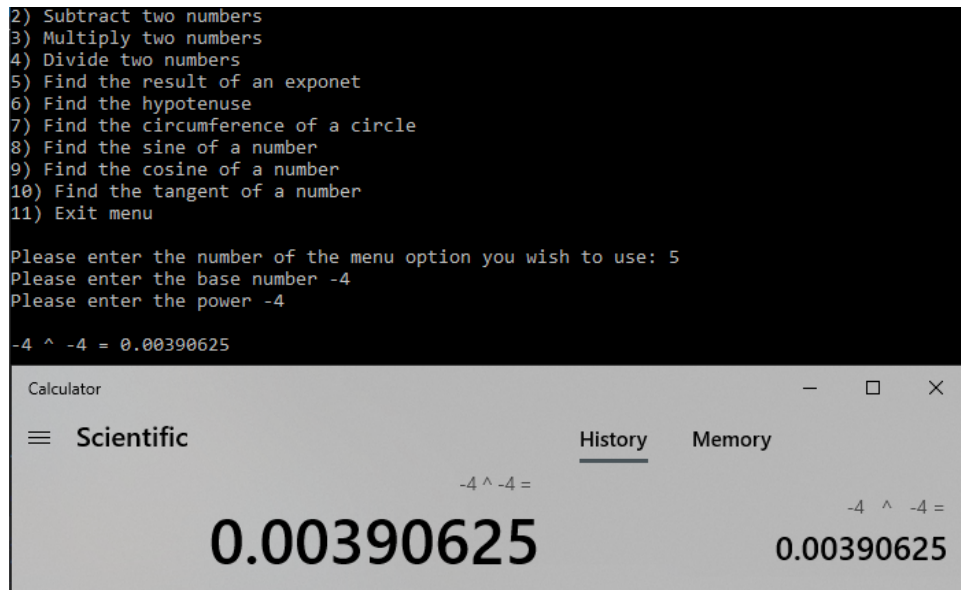 2) Subtract two numbers
3) Multiply two numbers
4) Divide two numbers
5) Find the result of an exponet
6) Find the hypotenuse
7) Find the circumference of a circle
8) Find the sine of a number
9) Find the cosine of a number
10) Find the tangent of a number
11) Exit menu
Please enter the number of the menu option you wish to use: 5
Please enter the base number -4
Please enter the power -4
-4 ^ -4 = 0.00390625
Calculator
Scientific
History Memory
-4 ^ -4 =
0.00390625
-4 ^ -4 =
0.00390625